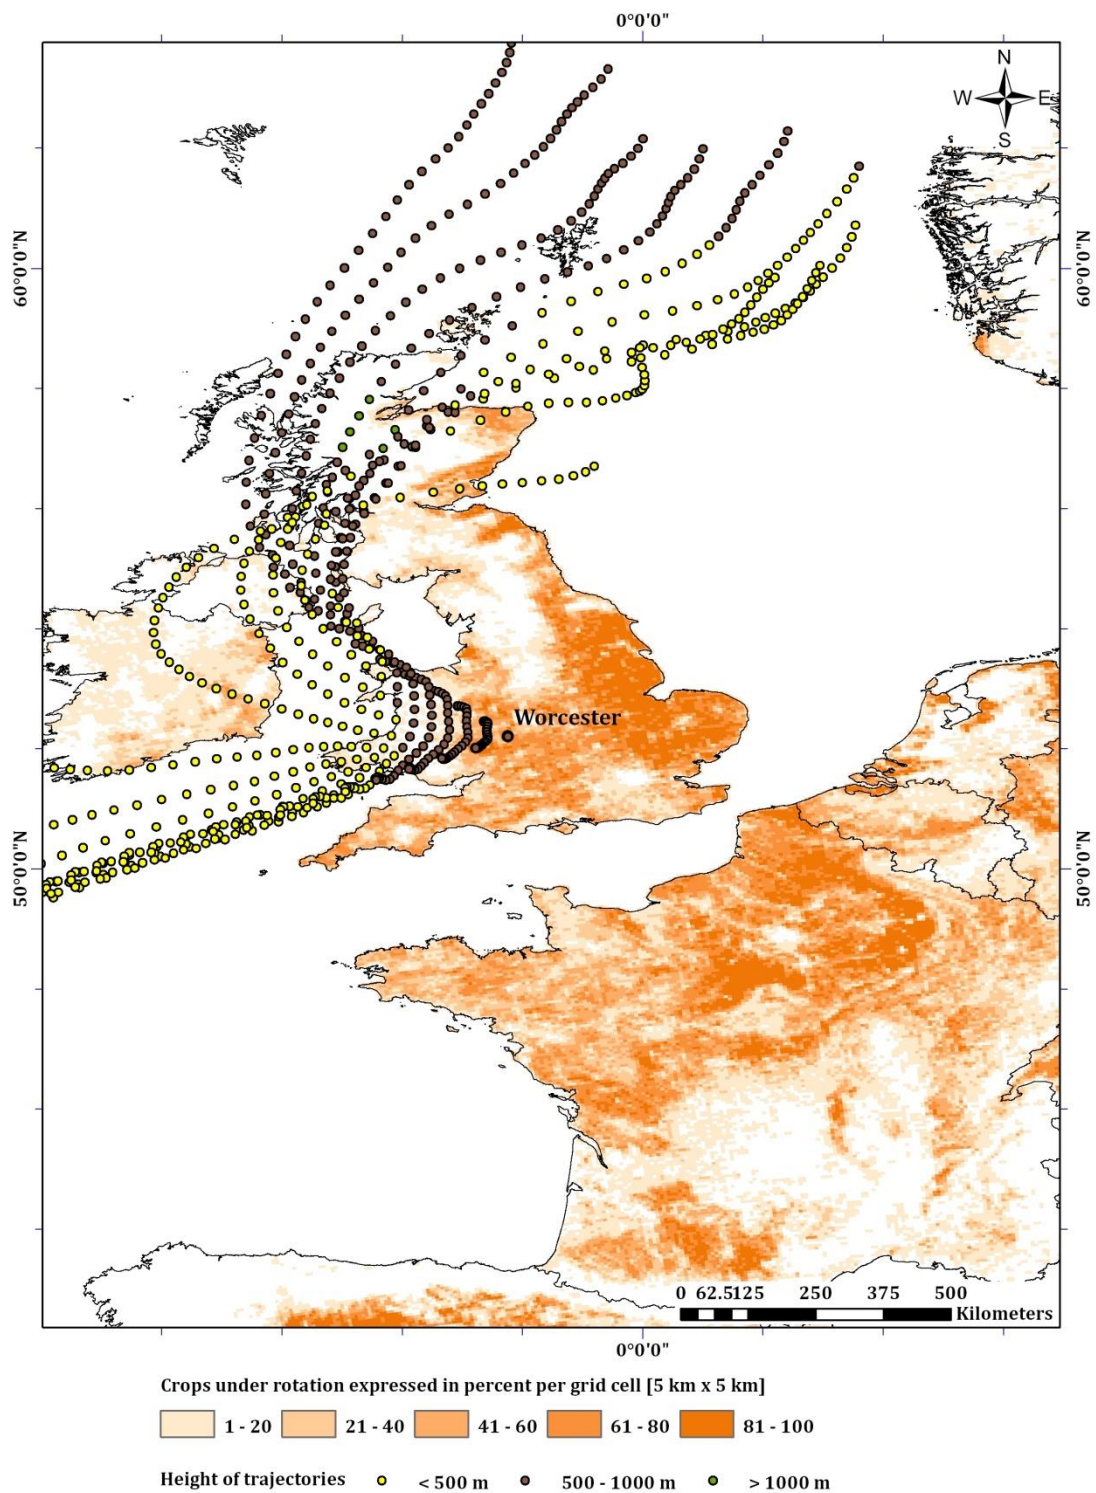 0°0'0"
N
W E
S
60°0'0"N
60°0'0"N
Worcester
50°0'0"N
50°0'0"N
0 62.5125 250 375 500
Kilometers
0°0'0"
Crops under rotation expressed in percent per grid cell [5 km x 5 km]
1 - 20 21 - 40 41 - 60 61 - 80 81 - 100
Height of trajectories < 500 m 500 - 1000 m > 1000 m